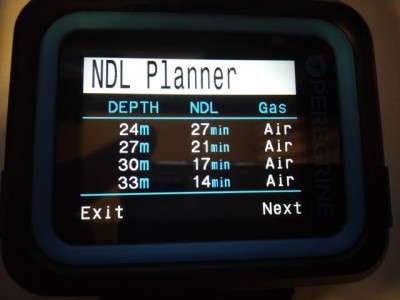 NDL Planner
DEPTH NDL Gas
24m 27min Air
27m 21min Air
30m 17min Air
33m 14min Air
Exit Next
PEREGRINE